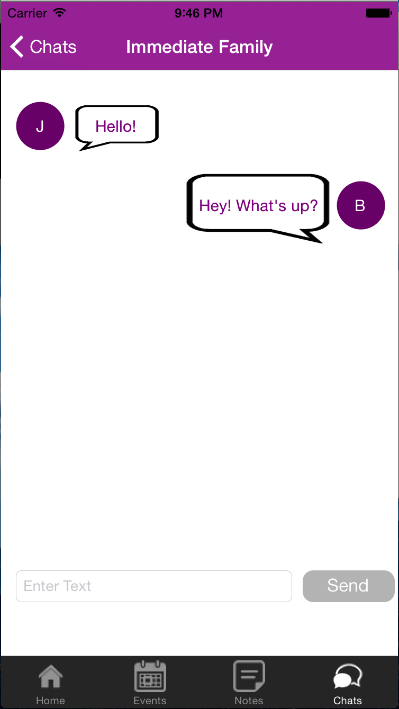 Carrier 9:46 PM
Chats Immediate Family
J Hello!
Hey! What's up? B
Enter Text Send
Home Events Notes Chats